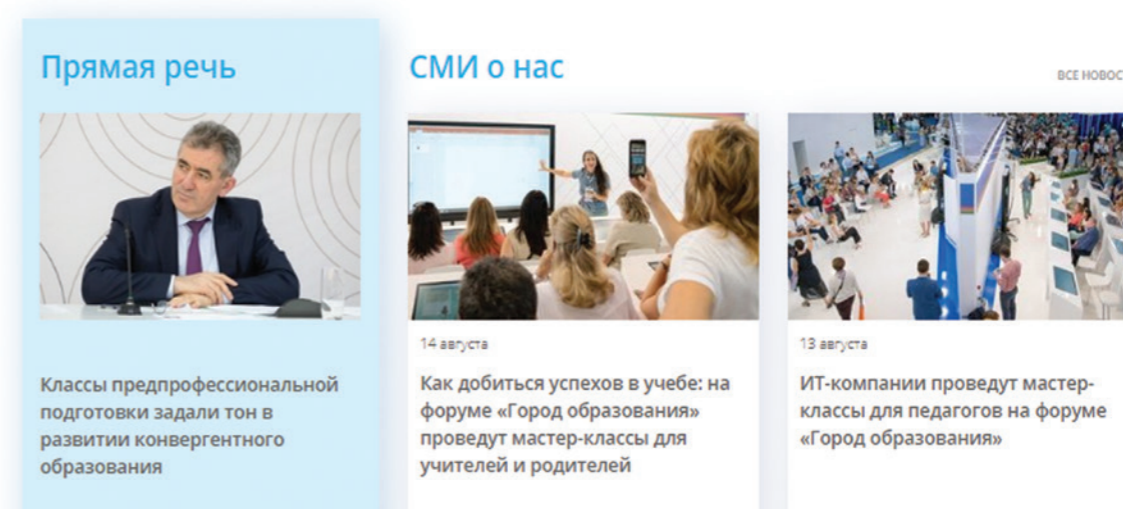 Прямая речь
Классы предпрофессиональной
подготовки задали тон в
развитии конвергентного
образования
СМИ о нас
ВСЕ НОВОС
14 августа
Как добиться успехов в учебе: на
форуме «Город образования»
проведут мастер-классы для
учителей и родителей
13 августа
ИТ-компании проведут мастер-
классы для педагогов на форуме
«Город образования»